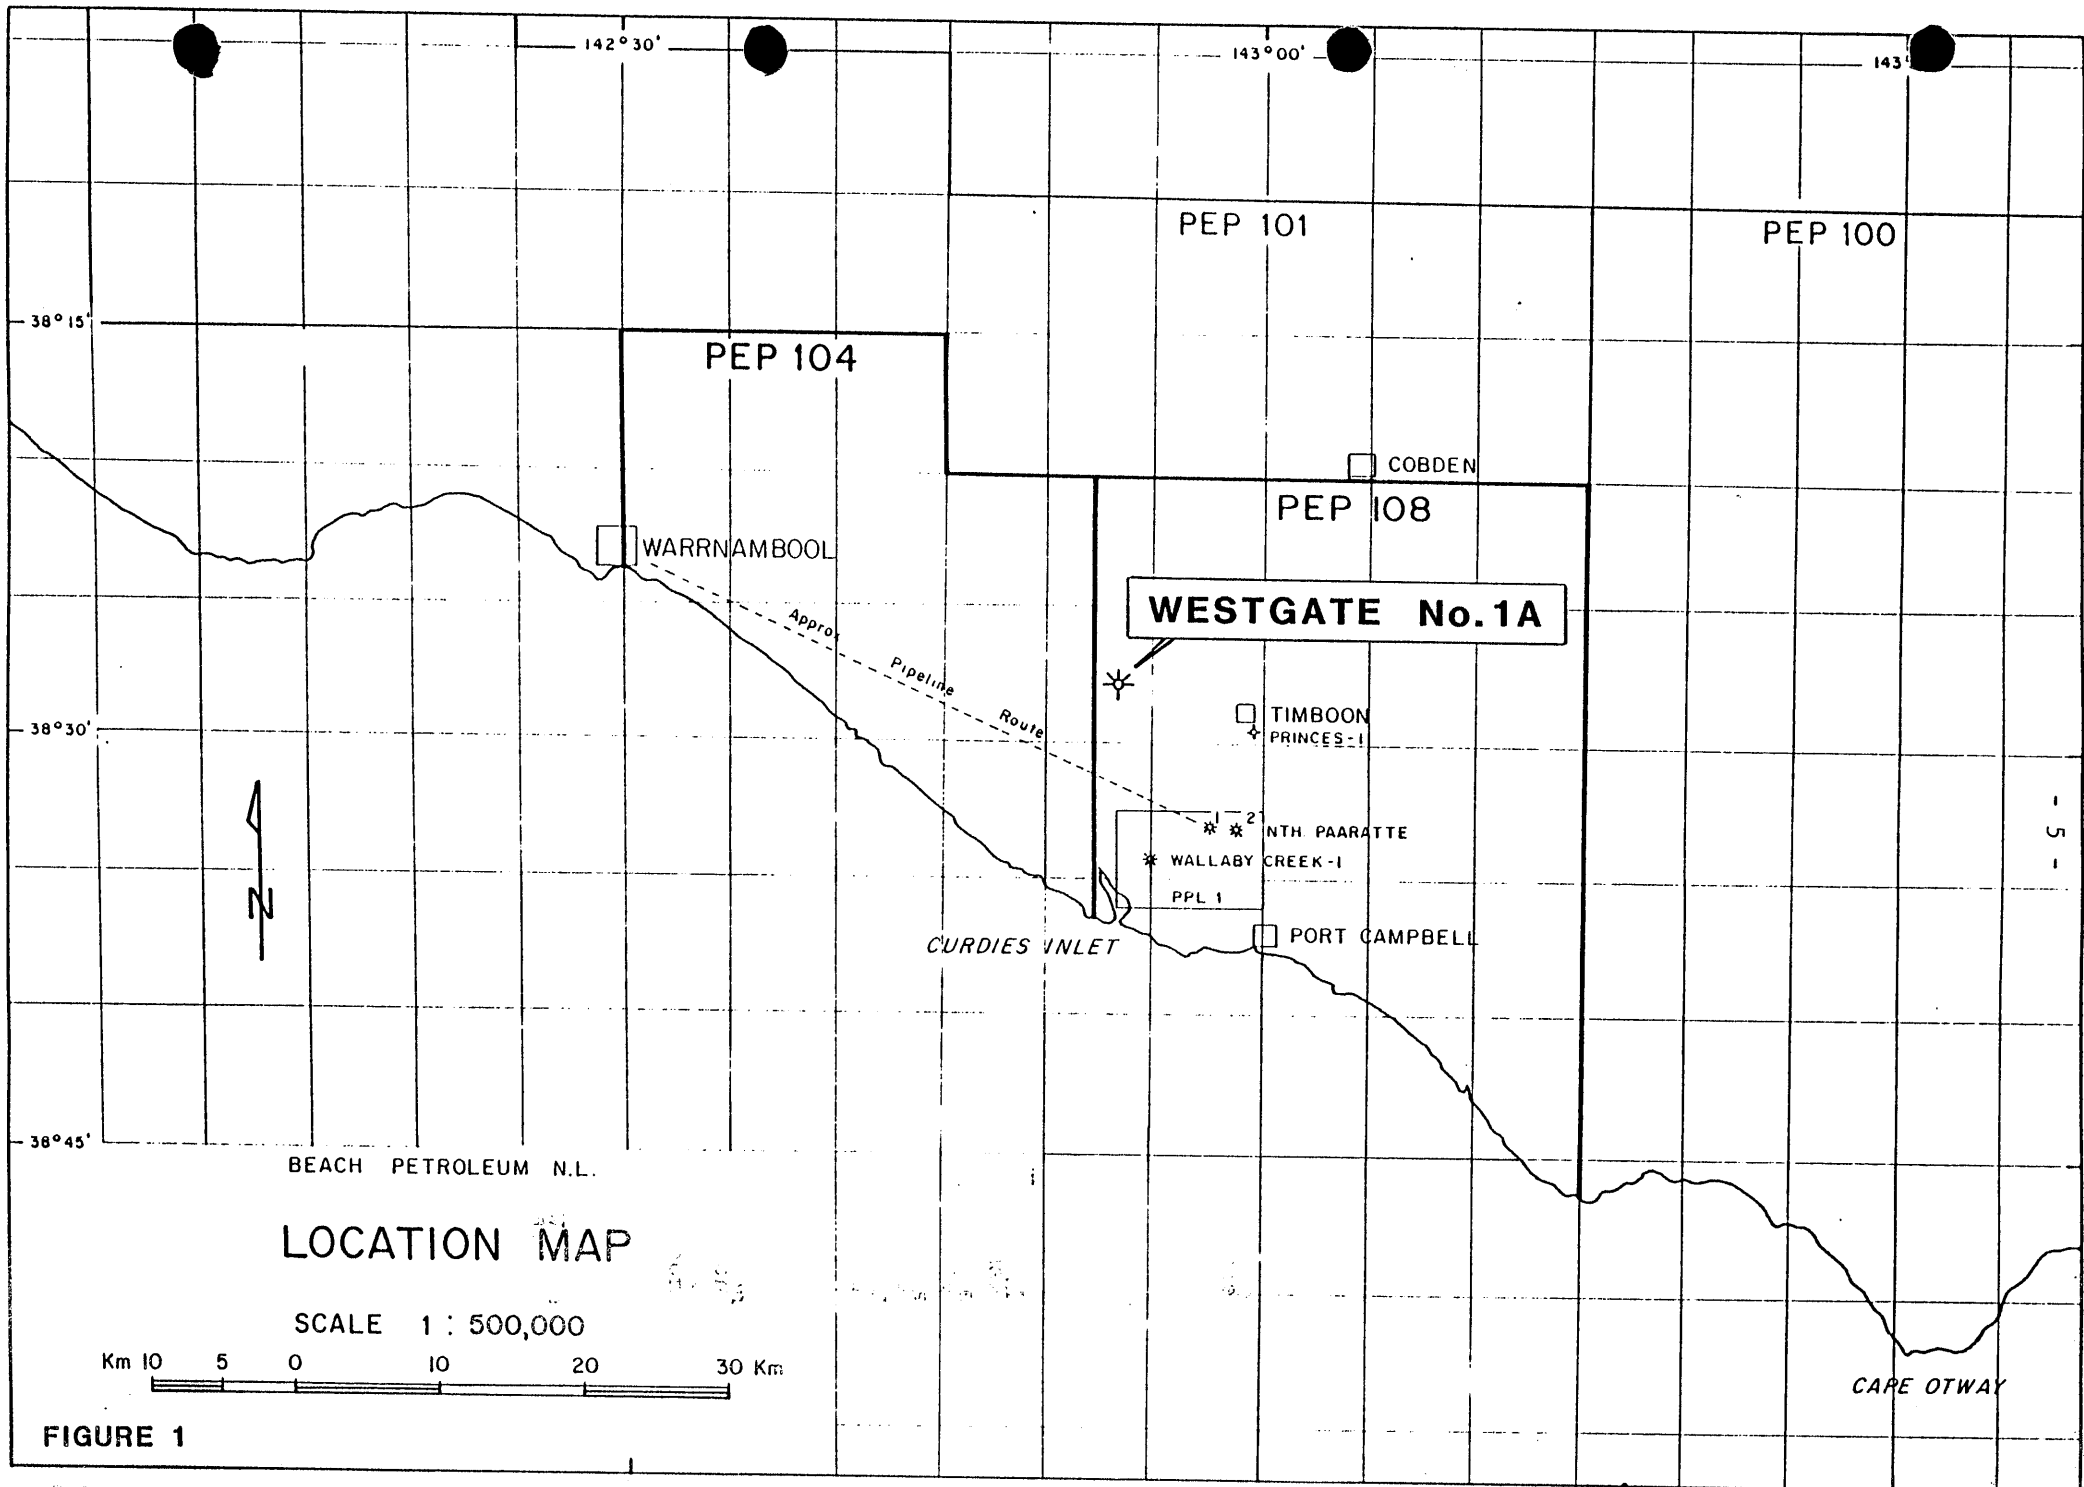 142°30'
143°00'
143°
PEP 101
PEP 100
38°15'
PEP 104
COBDEN
PEP 108
WARRNAMBOOL
WESTGATE No.1A
Approx
Pipeline
Route
TIMBOON
38°30'
PRINCES-1
1 2
NTH. PAARATTE
- 5 -
WALLABY CREEK-1
PPL 1
N
PORT CAMPBELL
CURDIES INLET
38°45'
BEACH PETROLEUM N.L.
LOCATION MAP
SCALE 1 : 500,000
Km 10 5 0 10 20 30 Km
CAPE OTWAY
FIGURE 1